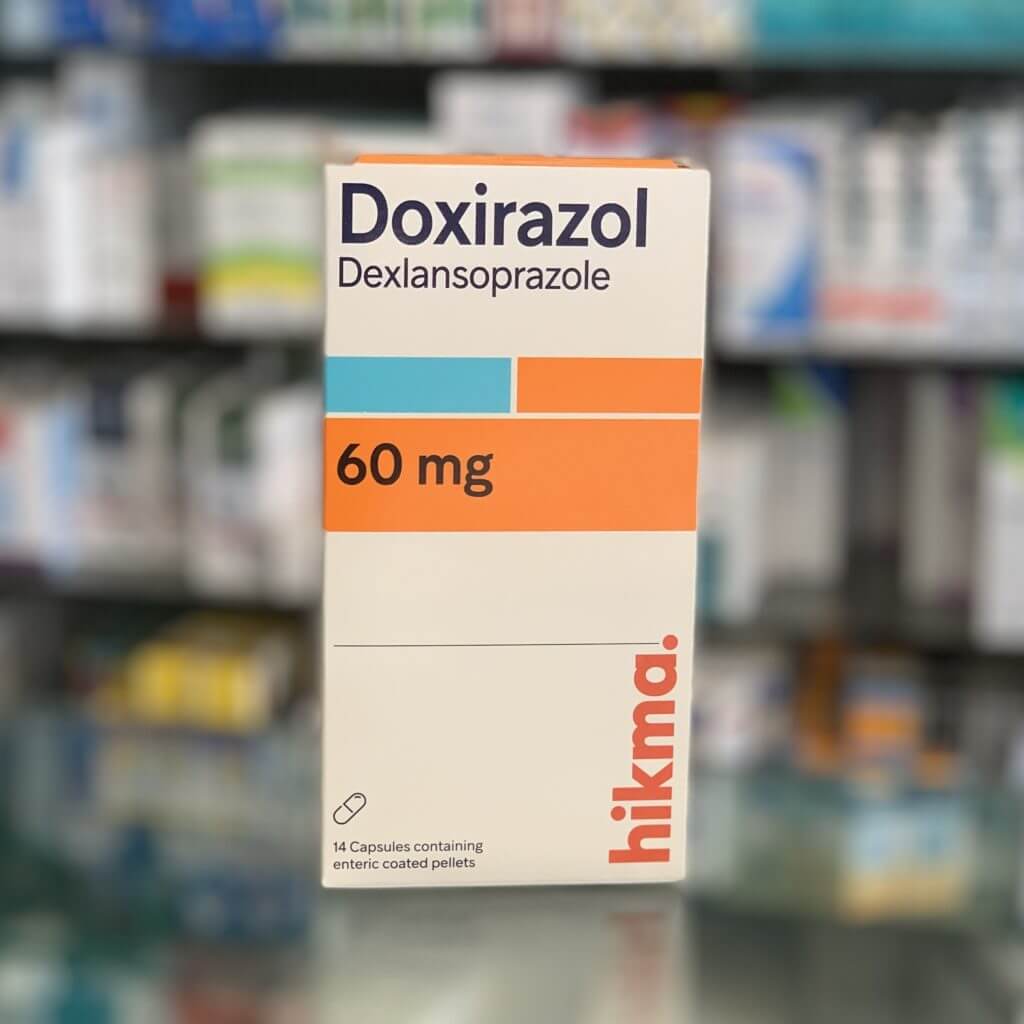 Doxirazol
Dexlansoprazole
60 mg
hikma.
14 Capsules containing
enteric coated pellets